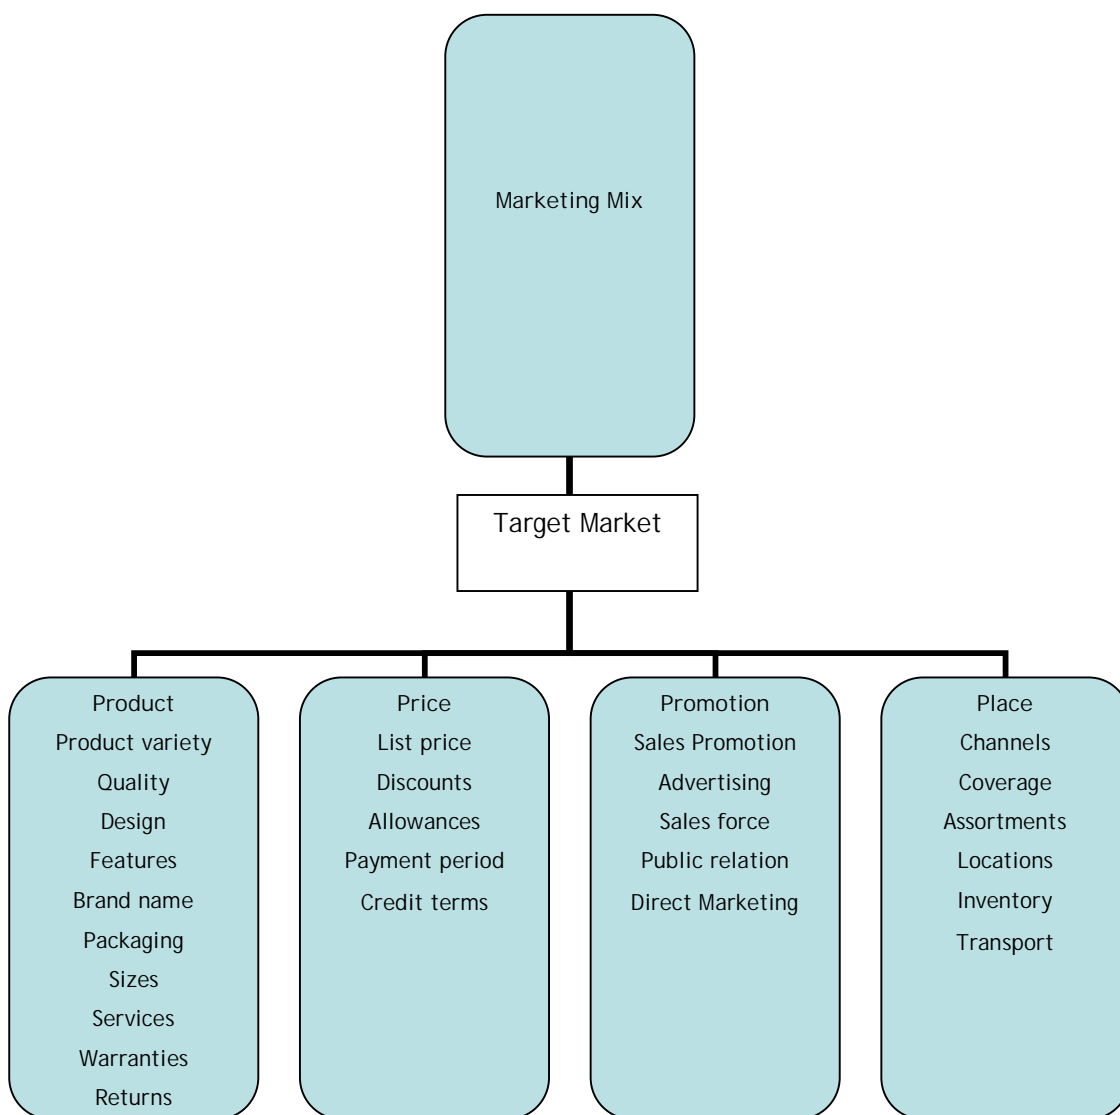 Marketing Mix
Target Market
Product
Product variety
Quality
Design
Features
Brand name
Packaging
Sizes
Services
Warranties
Returns
Price
List price
Discounts
Allowances
Payment period
Credit terms
Promotion
Sales Promotion
Advertising
Sales force
Public relation
Direct Marketing
Place
Channels
Coverage
Assortments
Locations
Inventory
Transport